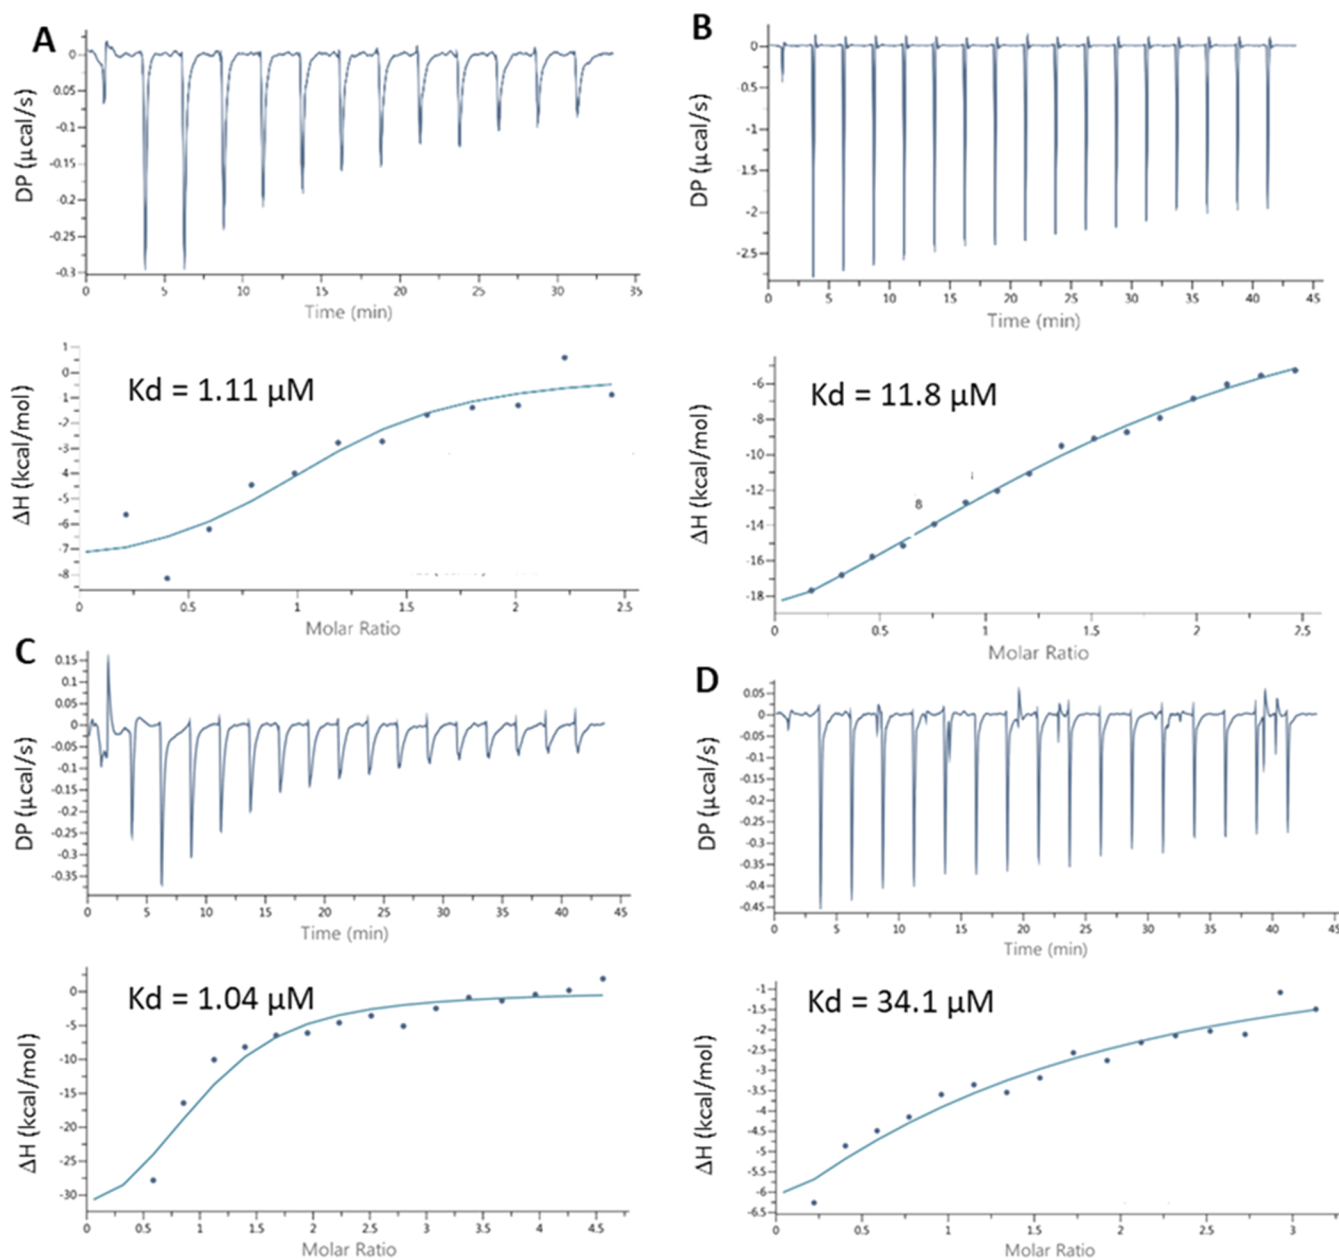 A
0
0.05
-0.1
-0.15
-0.2
-0.25
-0.3
DP (µcal/s)
0 5 10 15 20 25 30 35
Time (min)
1
0
1
-2
-3
-4
-5
-6
-7
-8
ΔH (kcal/mol)
Kd = 1.11 µM
0 0.5 1 1.5 2 2.5
Molar Ratio
B
0
0.5
-1
1.5
-2
-2.5
DP (µcal/s)
0 5 10 15 20 25 30 35 40 45
Time (min)
-6
-8
-10
-12
-14
-16
-18
ΔH (kcal/mol)
Kd = 11.8 µM
8
0 0.5 1 1.5 2 2.5
Molar Ratio
C
0.15
0.1
0.05
0
-0.05
-0.1
-0.15
-0.2
-0.25
-0.3
-0.35
DP (µcal/s)
0 5 10 15 20 25 30 35 40 45
Time (min)
0
-5
-10
-15
-20
-25
-30
ΔH (kcal/mol)
Kd = 1.04 µM
0 0.5 1 1.5 2 2.5 3 3.5 4 4.5
Molar Ratio
D
0.05
0
-0.05
-0.1
-0.15
-0.2
-0.25
-0.3
-0.35
-0.4
-0.45
DP (µcal/s)
0 5 10 15 20 25 30 35 40 45
Time (min)
-1
-1.5
-2
-2.5
-3
-3.5
-4
-4.5
-5
-5.5
-6
-6.5
ΔH (kcal/mol)
Kd = 34.1 µM
0 0.5 1 1.5 2 2.5 3
Molar Ratio